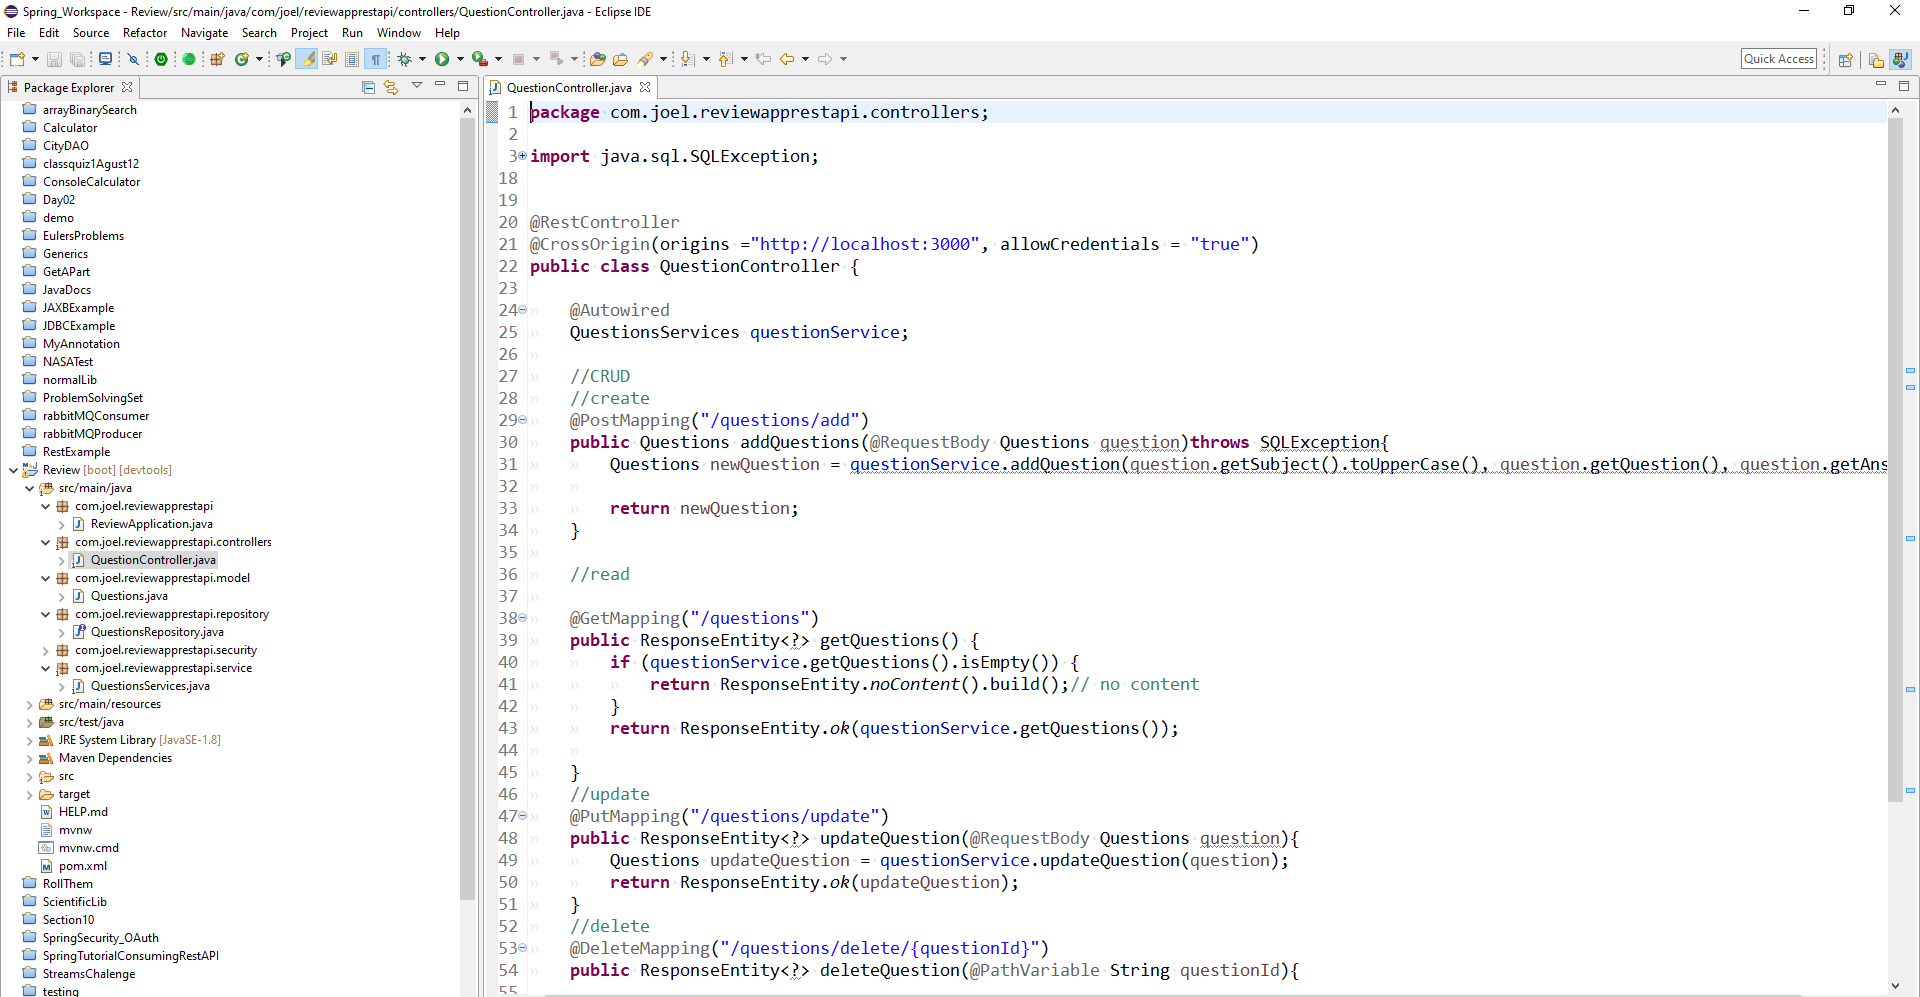 Spring_Workspace - Review/src/main/java/com/joel/reviewapprestapi/controllers/QuestionController.java - Eclipse IDE
File Edit Source Refactor Navigate Search Project Run Window Help
Quick Access
Package Explorer
arrayBinarySearch
Calculator
CityDAO
classquiz1Agust12
ConsoleCalculator
Day02
demo
EulersProblems
Generics
GetAPart
JavaDocs
JAXBExample
JDBCExample
MyAnnotation
NASATest
normalLib
ProblemSolvingSet
rabbitMQConsumer
rabbitMQProducer
RestExample
Review [boot] [devtools]
src/main/java
com.joel.reviewapprestapi
ReviewApplication.java
com.joel.reviewapprestapi.controllers
QuestionController.java
com.joel.reviewapprestapi.model
Questions.java
com.joel.reviewapprestapi.repository
QuestionsRepository.java
com.joel.reviewapprestapi.security
com.joel.reviewapprestapi.service
QuestionsServices.java
src/main/resources
src/test/java
JRE System Library [JavaSE-1.8]
Maven Dependencies
src
target
HELP.md
mvnw
mvnw.cmd
pom.xml
RollThem
ScientificLib
Section10
SpringSecurity_OAuth
SpringTutorialConsumingRestAPI
StreamsChalenge
testing
QuestionController.java
1 package com.joel.reviewapprestapi.controllers;
2
3 import java.sql.SQLException;
18
19
20 @RestController
21 @CrossOrigin(origins ="http://localhost:3000", allowCredentials = "true")
22 public class QuestionController {
23
24 @Autowired
25 QuestionsServices questionService;
26
27 //CRUD
28 //create
29 @PostMapping("/questions/add")
30 public Questions addQuestions(@RequestBody Questions question)throws SQLException{
31 Questions newQuestion = questionService.addQuestion(question.getSubject().toUpperCase(), question.getQuestion(), question.getAns
32
33 return newQuestion;
34 }
35
36 //read
37
38 @GetMapping("/questions")
39 public ResponseEntity<?> getQuestions() {
40 if (questionService.getQuestions().isEmpty()) {
41 return ResponseEntity.noContent().build();// no content
42 }
43 return ResponseEntity.ok(questionService.getQuestions());
44
45 }
46 //update
47 @PutMapping("/questions/update")
48 public ResponseEntity<?> updateQuestion(@RequestBody Questions question){
49 Questions updateQuestion = questionService.updateQuestion(question);
50 return ResponseEntity.ok(updateQuestion);
51 }
52 //delete
53 @DeleteMapping("/questions/delete/{questionId}")
54 public ResponseEntity<?> deleteQuestion(@PathVariable String questionId){
55